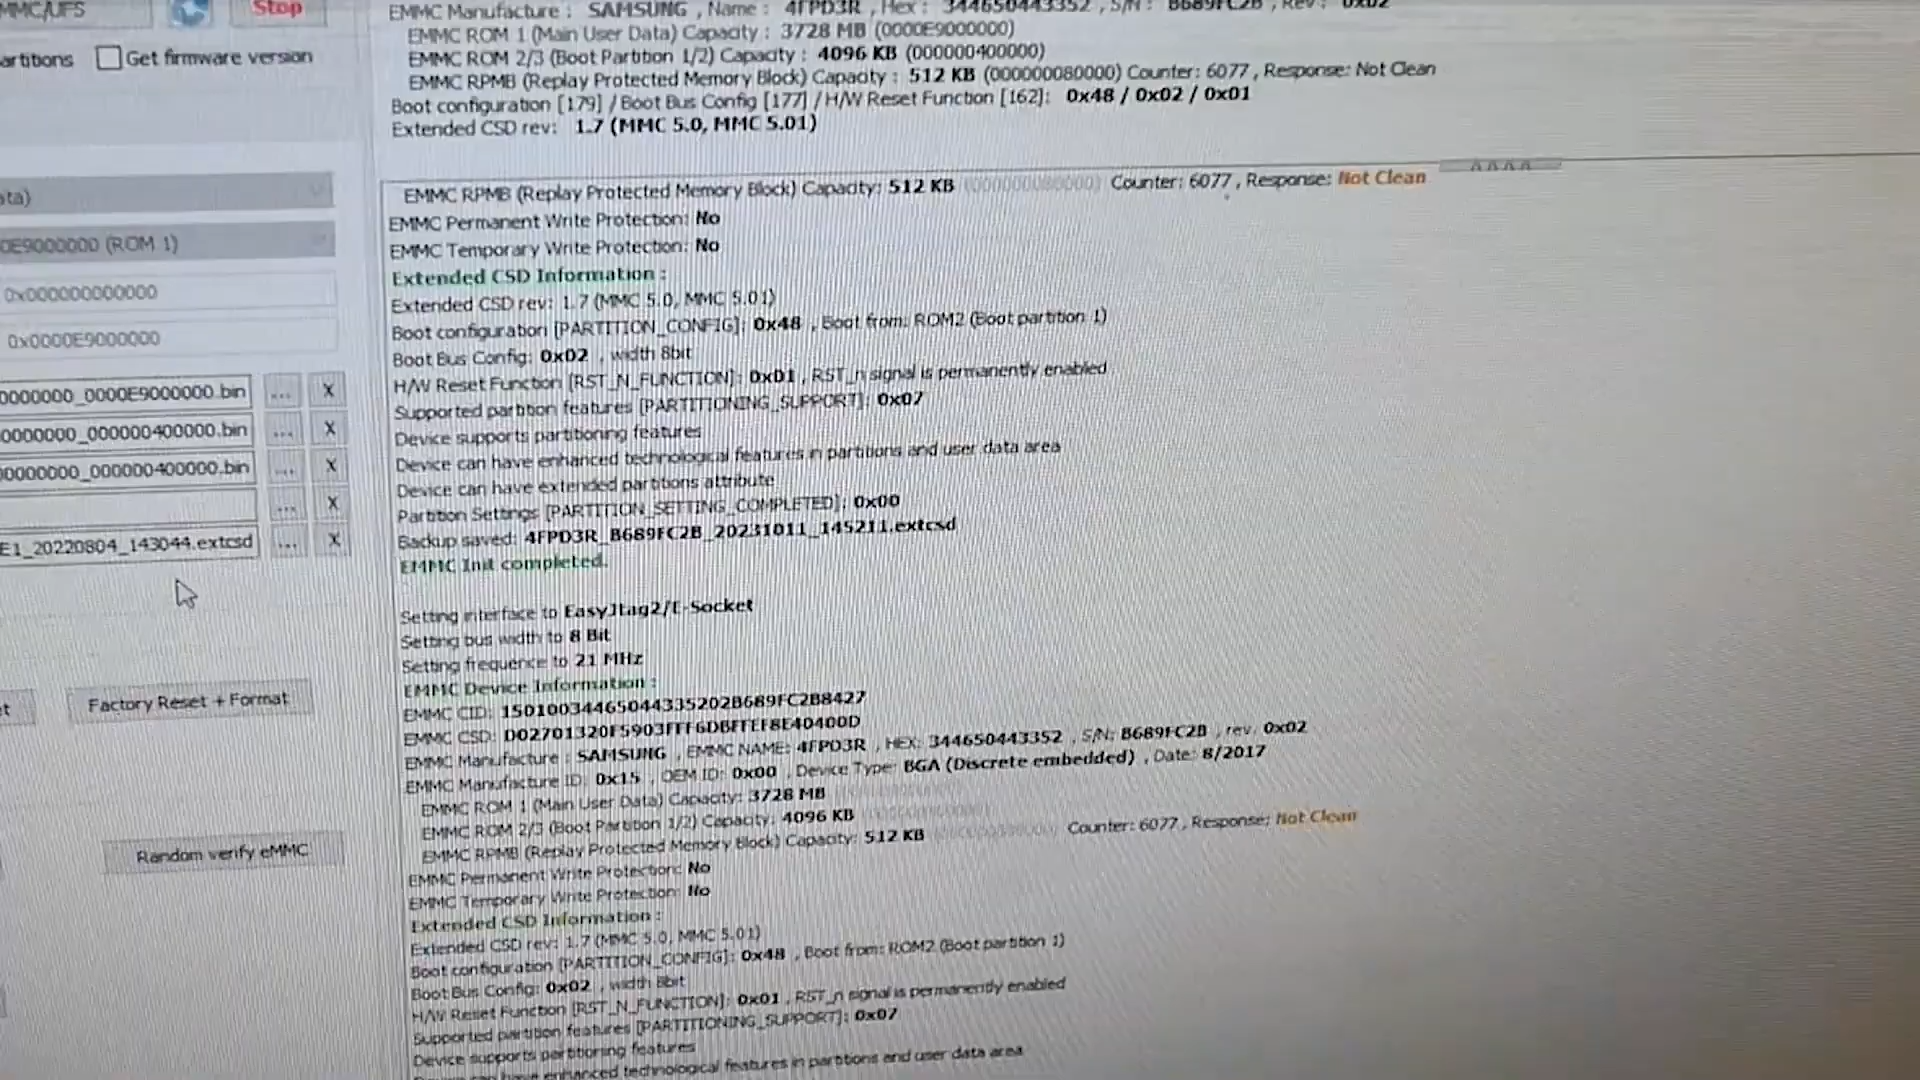 MMC/UFS
Stop
artitions
Get firmware version
ata)
0E9000000 (ROM 1)
0x000000000000
0x0000E9000000
0000000_0000E9000000.bin ... X
0000000_000000400000.bin ... X
00000000_000000400000.bin ... X
... X
E1_20220804_143044.extcsd ... X
t
Factory Reset + Format
Random verify eMMC
EMMC Manufacture : SAMSUNG , Name : 4FPD3R , Hex : 344650443352 , S/N : B689FC2B , Rev : 0x02
EMMC ROM 1 (Main User Data) Capacity : 3728 MB (0000E9000000)
EMMC ROM 2/3 (Boot Partition 1/2) Capacity : 4096 KB (000000400000)
EMMC RPMB (Replay Protected Memory Block) Capacity : 512 KB (000000080000) Counter: 6077 , Response: Not Clean
Boot configuration [179] / Boot Bus Config [177] / H/W Reset Function [162]: 0x48 / 0x02 / 0x01
Extended CSD rev: 1.7 (MMC 5.0, MMC 5.01)
EMMC RPMB (Replay Protected Memory Block) Capacity: 512 KB (000000080000) Counter: 6077 , Response: Not Clean
EMMC Permanent Write Protection: No
EMMC Temporary Write Protection: No
Extended CSD Information :
Extended CSD rev: 1.7 (MMC 5.0, MMC 5.01)
Boot configuration [PARTITION_CONFIG]: 0x48 , Boot from: ROM2 (Boot partition 1)
Boot Bus Config: 0x02 , width 8bit
H/W Reset Function [RST_N_FUNCTION]: 0x01 , RST_n signal is permanently enabled
Supported partition features [PARTITIONING_SUPPORT]: 0x07
Device supports partitioning features
Device can have enhanced technological features in partitions and user data area
Device can have extended partitions attribute
Partition Settings [PARTITION_SETTING_COMPLETED]: 0x00
Backup saved: 4FPD3R_B689FC2B_20231011_145211.extcsd
EMMC Init completed.
Setting interface to EasyJtag2/E-Socket
Setting bus width to 8 Bit
Setting frequence to 21 MHz
EMMC Device Information :
EMMC CID: 15010034465044335202B689FC2B8427
EMMC CSD: D02701320F5903FFF6DBFFEF8E40400D
EMMC Manufacture : SAMSUNG , EMMC NAME: 4FPD3R , HEX: 344650443352 , S/N: B689FC2B , rev. 0x02
EMMC Manufacture ID: 0x15 , OEM ID: 0x00 , Device Type: BGA (Discrete embedded) , Date: 8/2017
EMMC ROM 1 (Main User Data) Capacity: 3728 MB
EMMC ROM 2/3 (Boot Partition 1/2) Capacity: 4096 KB
EMMC RPMB (Replay Protected Memory Block) Capacity: 512 KB Counter: 6077 , Response: Not Clean
EMMC Permanent Write Protection: No
EMMC Temporary Write Protection: No
Extended CSD Information :
Extended CSD rev: 1.7 (MMC 5.0, MMC 5.01)
Boot configuration [PARTITION_CONFIG]: 0x48 , Boot from: ROM2 (Boot partition 1)
Boot Bus Config: 0x02 , width 8bit
H/W Reset Function [RST_N_FUNCTION]: 0x01 , RST_n signal is permanently enabled
Supported partition features [PARTITIONING_SUPPORT]: 0x07
Device supports partitioning features
Device can have enhanced technological features in partitions and user data area